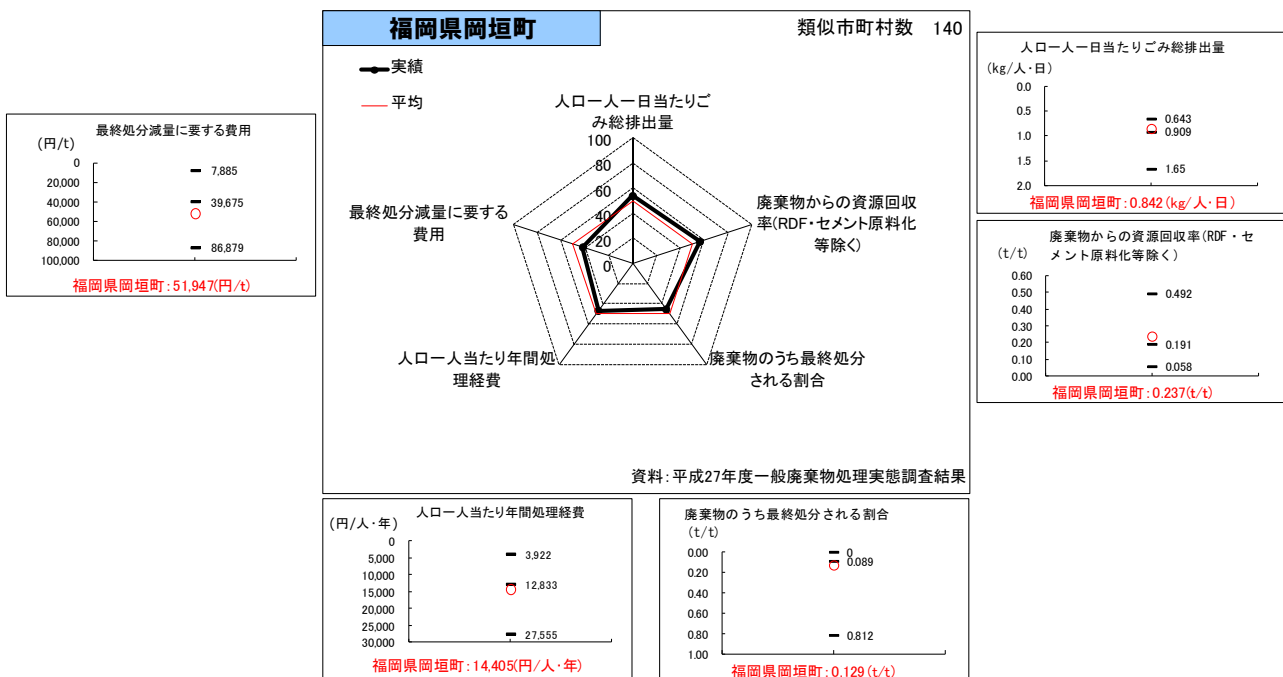 福岡県岡垣町
類似市町村数 140
実績
平均
人口一人一日当たりご
み総排出量
廃棄物からの資源回収
率(RDF・セメント原料化
等除く)
廃棄物のうち最終処分
される割合
人口一人当たり年間処
理経費
最終処分減量に要する
費用
100
80
60
40
20
0
資料:平成27年度一般廃棄物処理実態調査結果
最終処分減量に要する費用
(円/t)
0
20,000
40,000
60,000
80,000
100,000
7,885
39,675
86,879
福岡県岡垣町:51,947(円/t)
人口一人一日当たりごみ総排出量
(kg/人・日)
0.0
0.5
1.0
1.5
2.0
0.643
0.909
1.65
福岡県岡垣町:0.842(kg/人・日)
廃棄物からの資源回収率(RDF・セ
メント原料化等除く)
(t/t)
0.60
0.50
0.40
0.30
0.20
0.10
0.00
0.492
0.191
0.058
福岡県岡垣町:0.237(t/t)
人口一人当たり年間処理経費
(円/人・年)
0
5,000
10,000
15,000
20,000
25,000
30,000
3,922
12,833
27,555
福岡県岡垣町:14,405(円/人・年)
廃棄物のうち最終処分される割合
(t/t)
0.00
0.20
0.40
0.60
0.80
1.00
0
0.089
0.812
福岡県岡垣町:0.129(t/t)